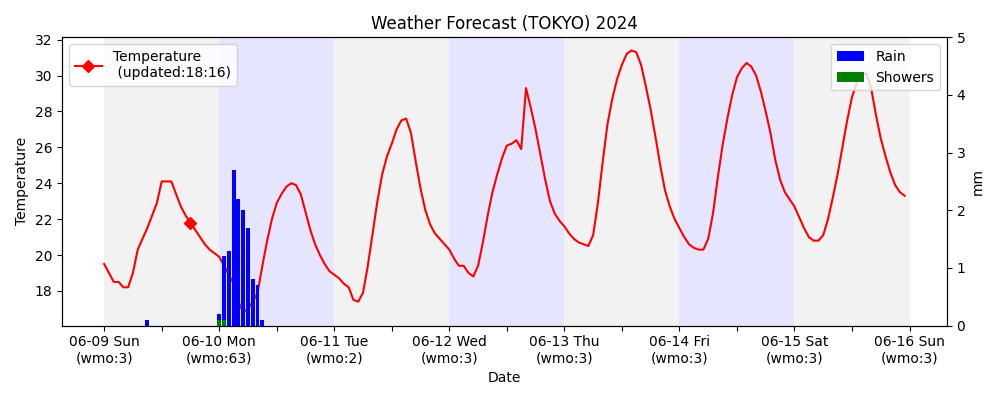 Weather Forecast (TOKYO) 2024
Temperature
(updated:18:16)
Rain
Showers
32
30
28
26
24
22
20
18
Temperature
5
4
3
2
1
0
mm
06-09 Sun 06-10 Mon 06-11 Tue 06-12 Wed 06-13 Thu 06-14 Fri 06-15 Sat 06-16 Sun
(wmo:3) (wmo:63) (wmo:2) (wmo:3) (wmo:3) (wmo:3) (wmo:3) (wmo:3)
Date